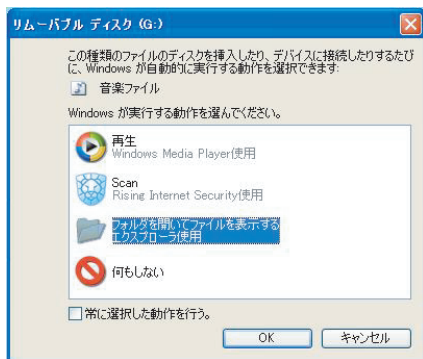 リムーバブル ディスク (G:)
この種類のファイルのディスクを挿入したり、デバイスに接続したりするたび
に、Windows が自動的に実行する動作を選択できます:
音楽ファイル
Windows が実行する動作を選んでください。
再生
Windows Media Player使用
Scan
Rising Internet Security使用
フォルダを開いてファイルを表示する
エクスプローラ使用
何もしない
常に選択した動作を行う。
OK キャンセル